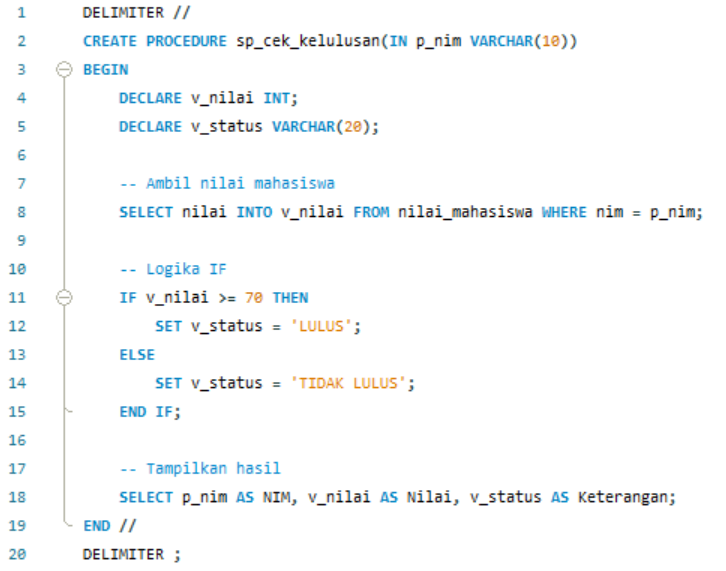 1 DELIMITER //
2 CREATE PROCEDURE sp_cek_kelulusan(IN p_nim VARCHAR(10))
3 BEGIN
4     DECLARE v_nilai INT;
5     DECLARE v_status VARCHAR(20);
6
7     -- Ambil nilai mahasiswa
8     SELECT nilai INTO v_nilai FROM nilai_mahasiswa WHERE nim = p_nim;
9
10     -- Logika IF
11     IF v_nilai >= 70 THEN
12         SET v_status = 'LULUS';
13     ELSE
14         SET v_status = 'TIDAK LULUS';
15     END IF;
16
17     -- Tampilkan hasil
18     SELECT p_nim AS NIM, v_nilai AS Nilai, v_status AS Keterangan;
19 END //
20 DELIMITER ;